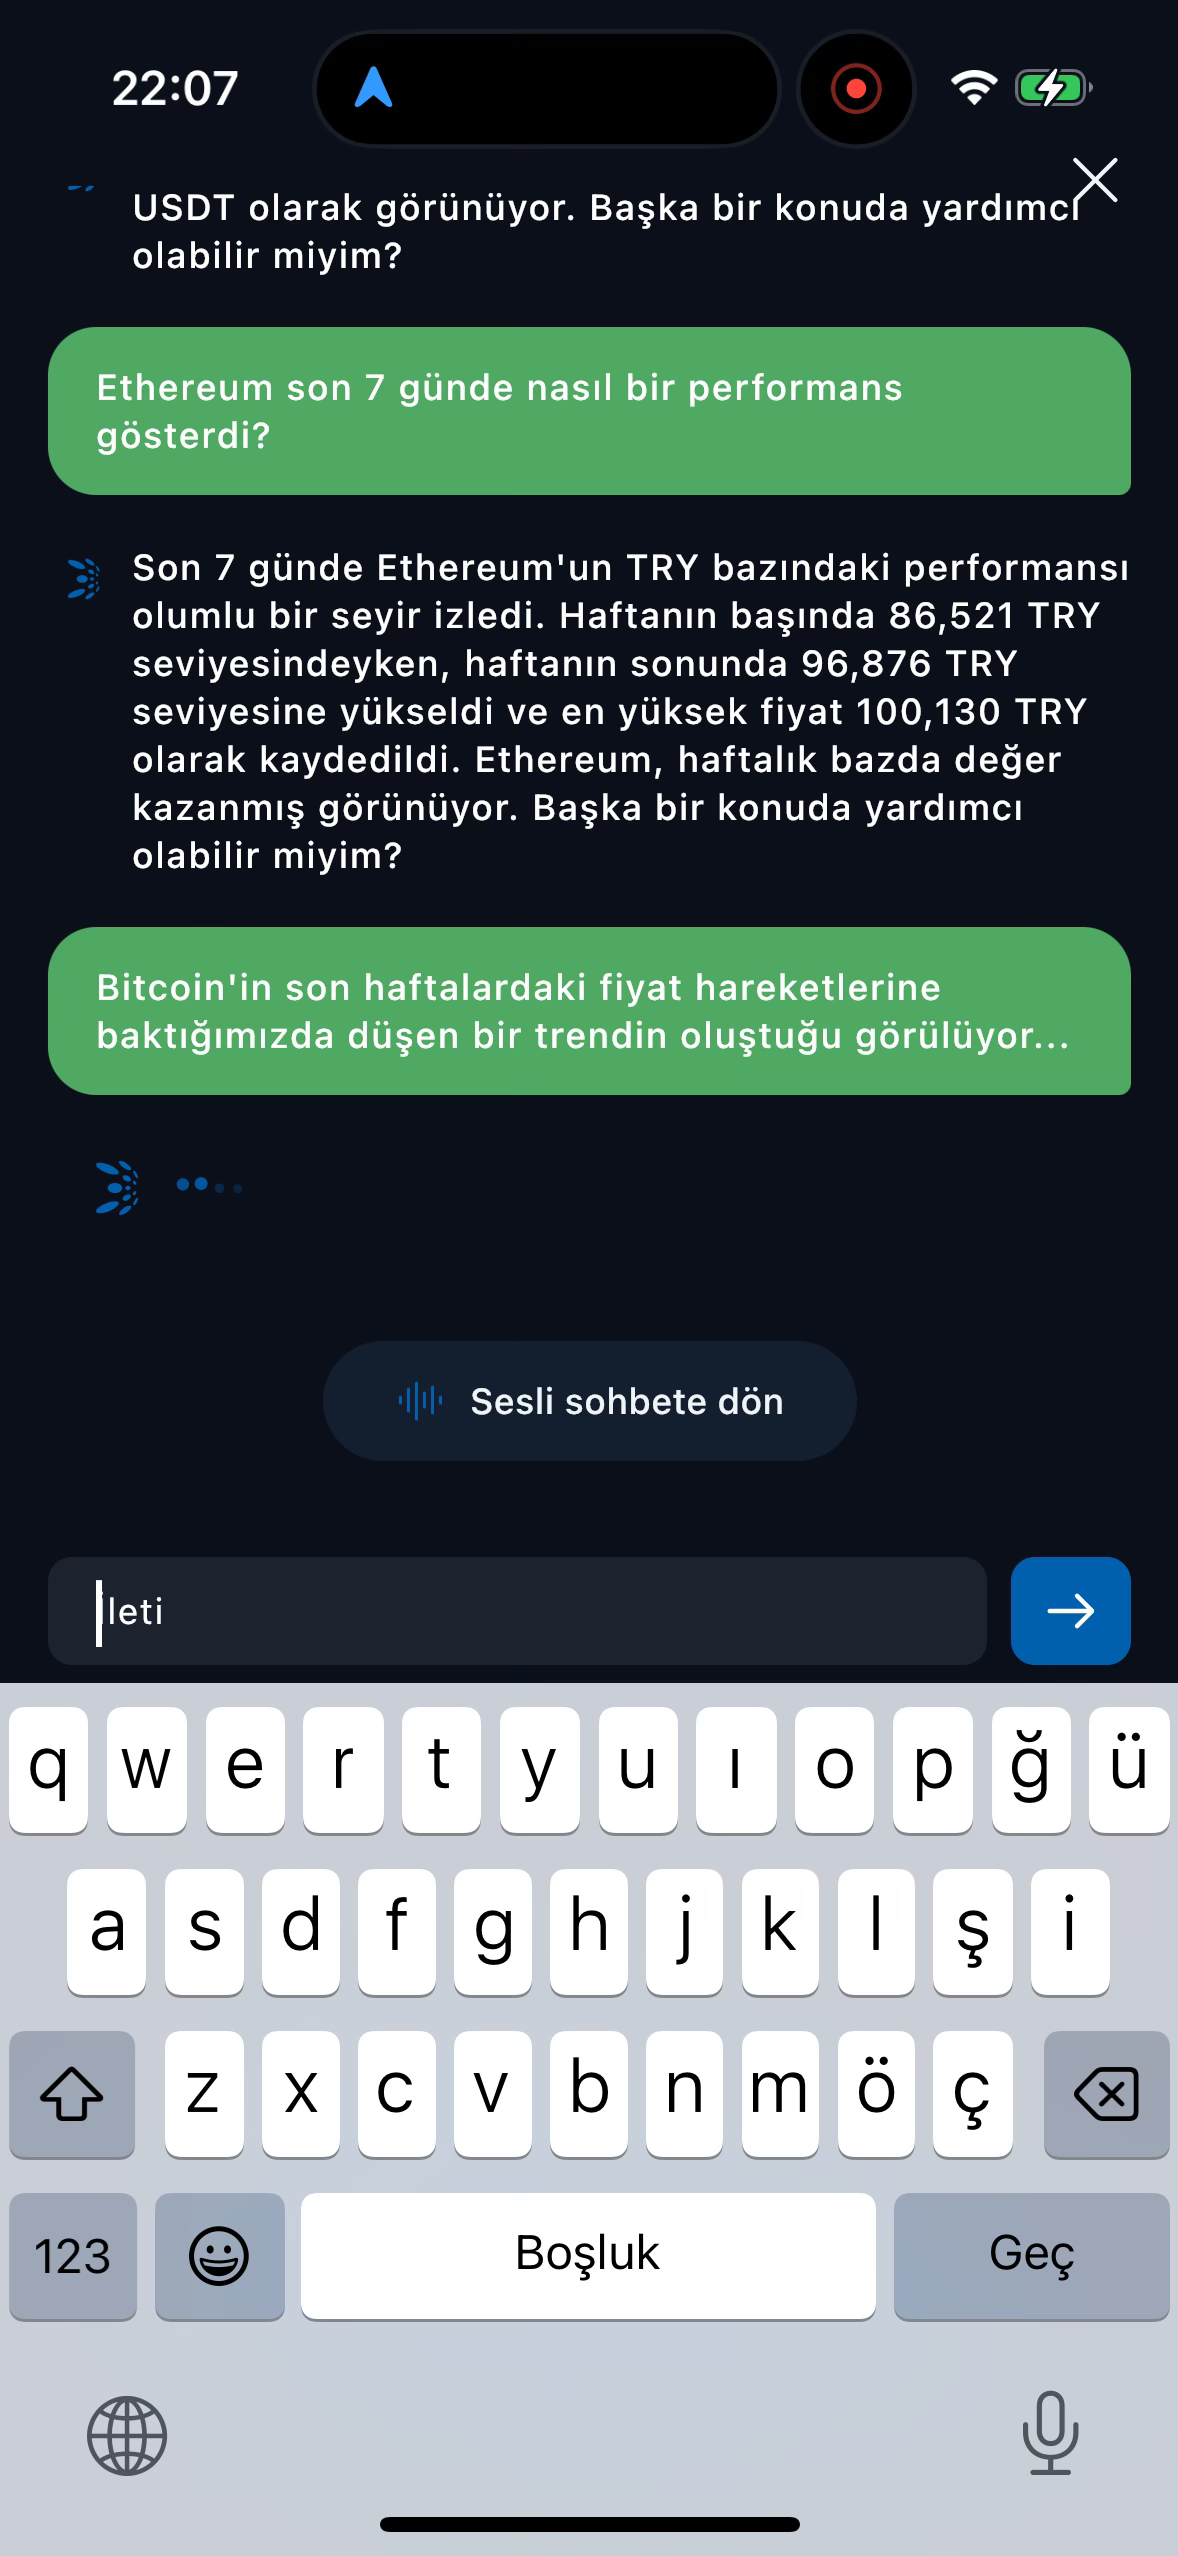 22:07
USDT olarak görünüyor. Başka bir konuda yardımcı
olabilir miyim?
Ethereum son 7 günde nasıl bir performans
gösterdi?
Son 7 günde Ethereum'un TRY bazındaki performansı
olumlu bir seyir izledi. Haftanın başında 86,521 TRY
seviyesindeyken, haftanın sonunda 96,876 TRY
seviyesine yükseldi ve en yüksek fiyat 100,130 TRY
olarak kaydedildi. Ethereum, haftalık bazda değer
kazanmış görünüyor. Başka bir konuda yardımcı
olabilir miyim?
Bitcoin'in son haftalardaki fiyat hareketlerine
baktığımızda düşen bir trendin oluştuğu görülüyor...
Sesli sohbete dön
İleti
q w e r t y u ı o p ğ ü
a s d f g h j k l ş i
z x c v b n m ö ç
123 Boşluk Geç